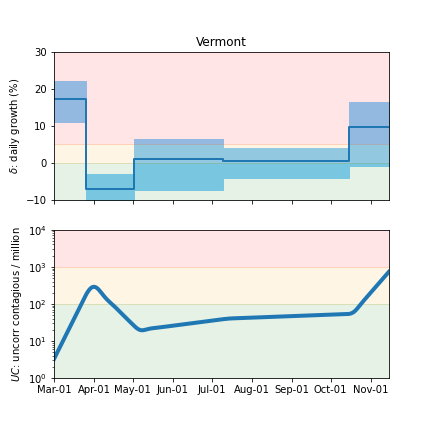 Vermont
δ: daily growth (%)
30
20
10
0
−10
UC: uncorr contagious / million
10⁴
10³
10²
10¹
10⁰
Mar-01 Apr-01 May-01 Jun-01 Jul-01 Aug-01 Sep-01 Oct-01 Nov-01